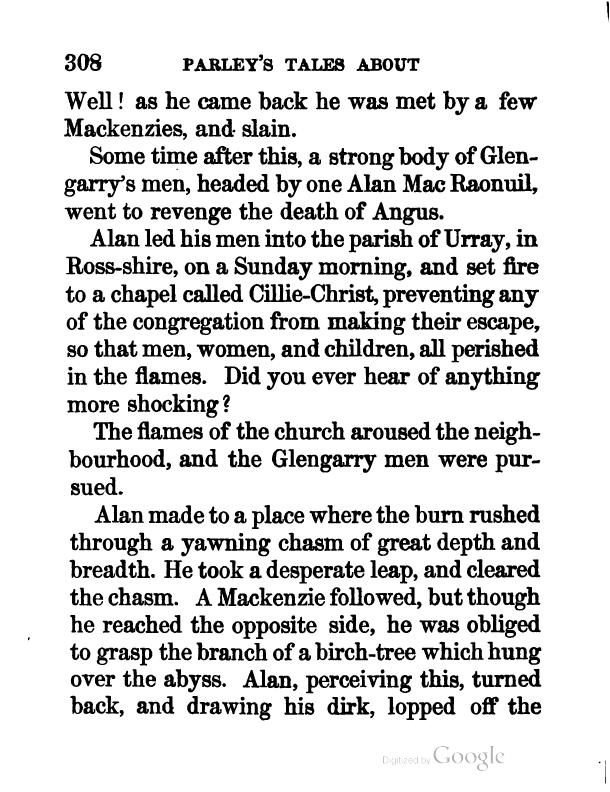 308 PARLEY'S TALES ABOUT
Well! as he came back he was met by a few
Mackenzies, and slain.
Some time after this, a strong body of Glen-
garry's men, headed by one Alan Mac Raonuil,
went to revenge the death of Angus.
Alan led his men into the parish of Urray, in
Ross-shire, on a Sunday morning, and set fire
to a chapel called Cillie-Christ, preventing any
of the congregation from making their escape,
so that men, women, and children, all perished
in the flames. Did you ever hear of anything
more shocking?
The flames of the church aroused the neigh-
bourhood, and the Glengarry men were pur-
sued.
Alan made to a place where the burn rushed
through a yawning chasm of great depth and
breadth. He took a desperate leap, and cleared
the chasm. A Mackenzie followed, but though
he reached the opposite side, he was obliged
to grasp the branch of a birch-tree which hung
over the abyss. Alan, perceiving this, turned
back, and drawing his dirk, lopped off the
Digitized by Google